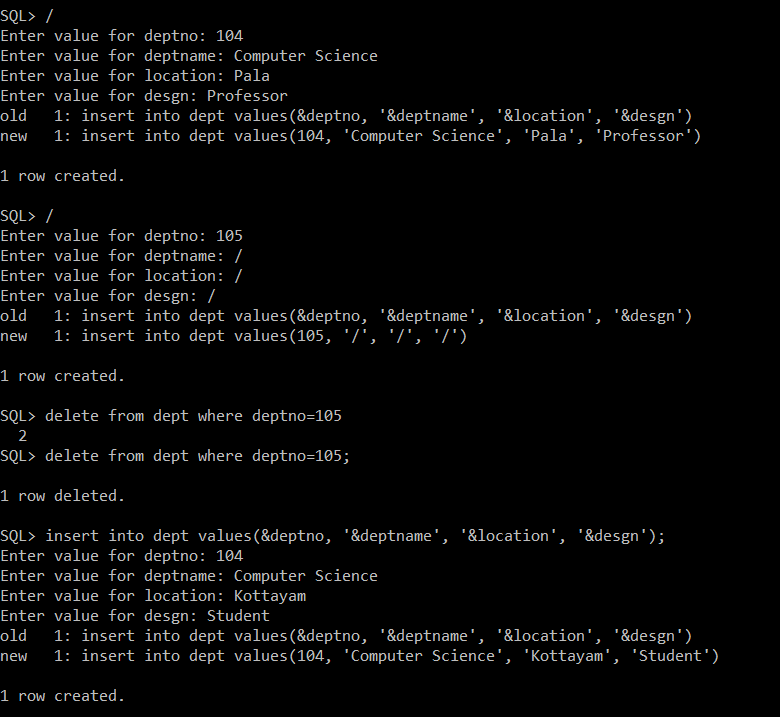 SQL> /
Enter value for deptno: 104
Enter value for deptname: Computer Science
Enter value for location: Pala
Enter value for desgn: Professor
old   1: insert into dept values(&deptno, '&deptname', '&location', '&desgn')
new   1: insert into dept values(104, 'Computer Science', 'Pala', 'Professor')
1 row created.
SQL> /
Enter value for deptno: 105
Enter value for deptname: /
Enter value for location: /
Enter value for desgn: /
old   1: insert into dept values(&deptno, '&deptname', '&location', '&desgn')
new   1: insert into dept values(105, '/', '/', '/')
1 row created.
SQL> delete from dept where deptno=105
  2
SQL> delete from dept where deptno=105;
1 row deleted.
SQL> insert into dept values(&deptno, '&deptname', '&location', '&desgn');
Enter value for deptno: 104
Enter value for deptname: Computer Science
Enter value for location: Kottayam
Enter value for desgn: Student
old   1: insert into dept values(&deptno, '&deptname', '&location', '&desgn')
new   1: insert into dept values(104, 'Computer Science', 'Kottayam', 'Student')
1 row created.